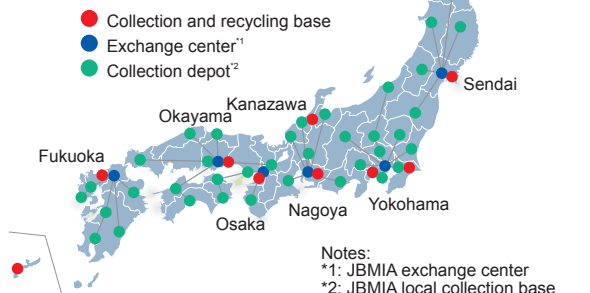 Collection and recycling base
Exchange center*1
Collection depot*2
Sendai
Kanazawa
Okayama
Fukuoka
Yokohama
Nagoya
Osaka
Notes:
*1: JBMIA exchange center
*2: JBMIA local collection base